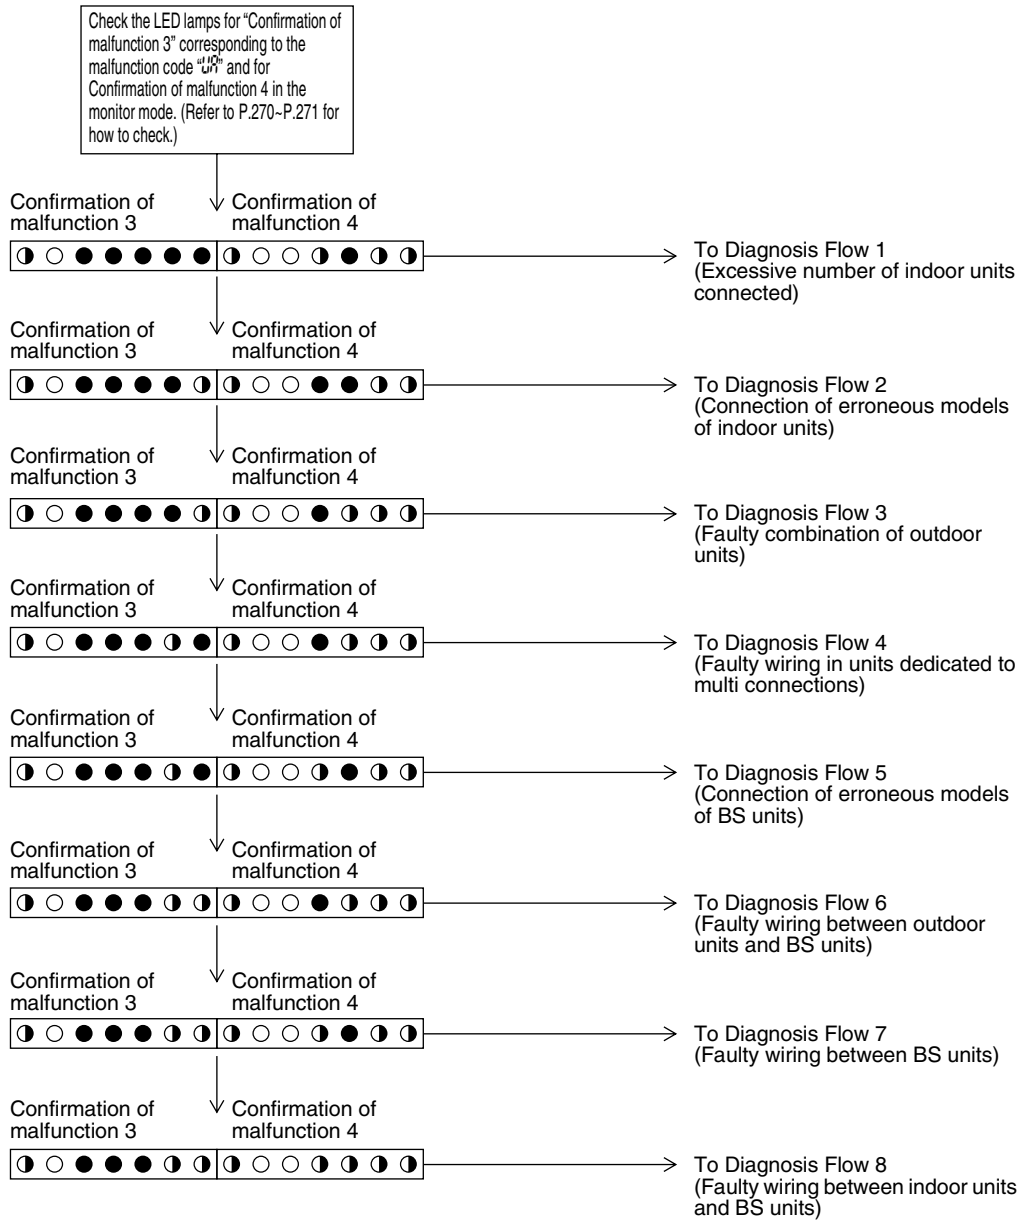 Check the LED lamps for “Confirmation of
malfunction 3” corresponding to the
malfunction code “UA” and for
Confirmation of malfunction 4 in the
monitor mode. (Refer to P.270~P.271 for
how to check.)
Confirmation of
malfunction 3
Confirmation of
malfunction 4
To Diagnosis Flow 1
(Excessive number of indoor units
connected)
Confirmation of
malfunction 3
Confirmation of
malfunction 4
To Diagnosis Flow 2
(Connection of erroneous models
of indoor units)
Confirmation of
malfunction 3
Confirmation of
malfunction 4
To Diagnosis Flow 3
(Faulty combination of outdoor
units)
Confirmation of
malfunction 3
Confirmation of
malfunction 4
To Diagnosis Flow 4
(Faulty wiring in units dedicated to
multi connections)
Confirmation of
malfunction 3
Confirmation of
malfunction 4
To Diagnosis Flow 5
(Connection of erroneous models
of BS units)
Confirmation of
malfunction 3
Confirmation of
malfunction 4
To Diagnosis Flow 6
(Faulty wiring between outdoor
units and BS units)
Confirmation of
malfunction 3
Confirmation of
malfunction 4
To Diagnosis Flow 7
(Faulty wiring between BS units)
Confirmation of
malfunction 3
Confirmation of
malfunction 4
To Diagnosis Flow 8
(Faulty wiring between indoor units
and BS units)